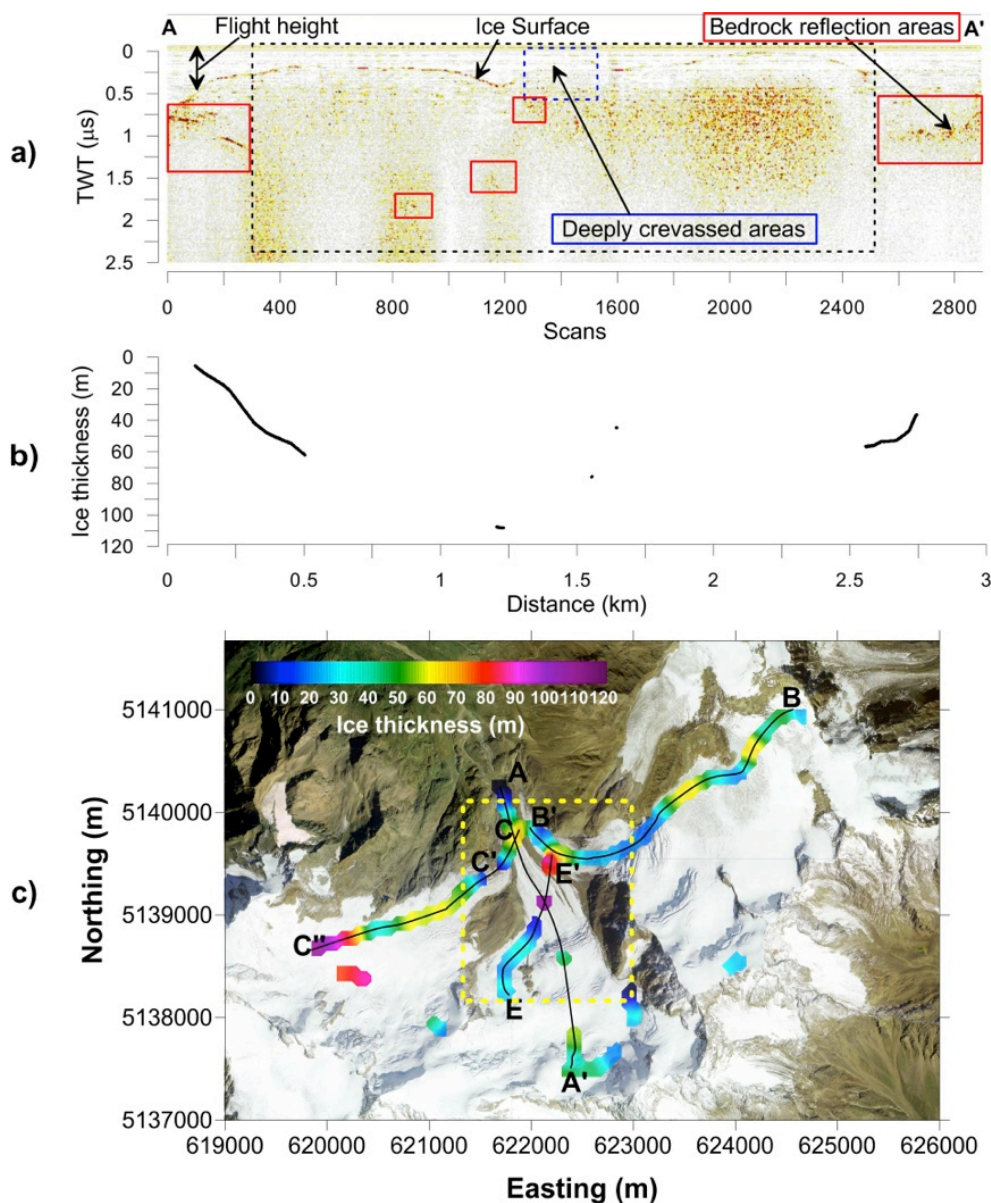 A Flight height Ice Surface Bedrock reflection areas A'
a)
TWT (µs)
0
0.5
1
1.5
2
2.5
Deeply crevassed areas
0 400 800 1200 1600 2000 2400 2800
Scans
b)
Ice thickness (m)
0
20
40
60
80
100
120
0 0.5 1 1.5 2 2.5 3
Distance (km)
c)
Northing (m)
0 10 20 30 40 50 60 70 80 90 100 110 120
Ice thickness (m)
5141000
5140000
5139000
5138000
5137000
B
A
C B'
C' E'
C''
E
A'
619000 620000 621000 622000 623000 624000 625000 626000
Easting (m)